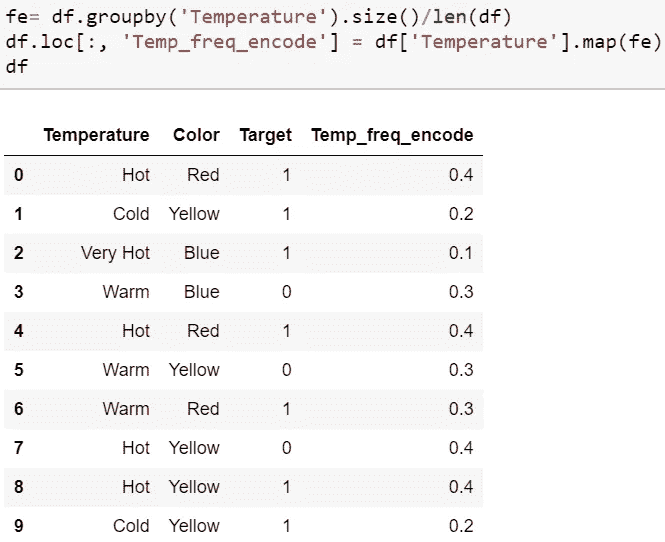 fe= df.groupby('Temperature').size()/len(df)
df.loc[:, 'Temp_freq_encode'] = df['Temperature'].map(fe)
df
Temperature Color Target Temp_freq_encode
0 Hot Red 1 0.4
1 Cold Yellow 1 0.2
2 Very Hot Blue 1 0.1
3 Warm Blue 0 0.3
4 Hot Red 1 0.4
5 Warm Yellow 0 0.3
6 Warm Red 1 0.3
7 Hot Yellow 0 0.4
8 Hot Yellow 1 0.4
9 Cold Yellow 1 0.2